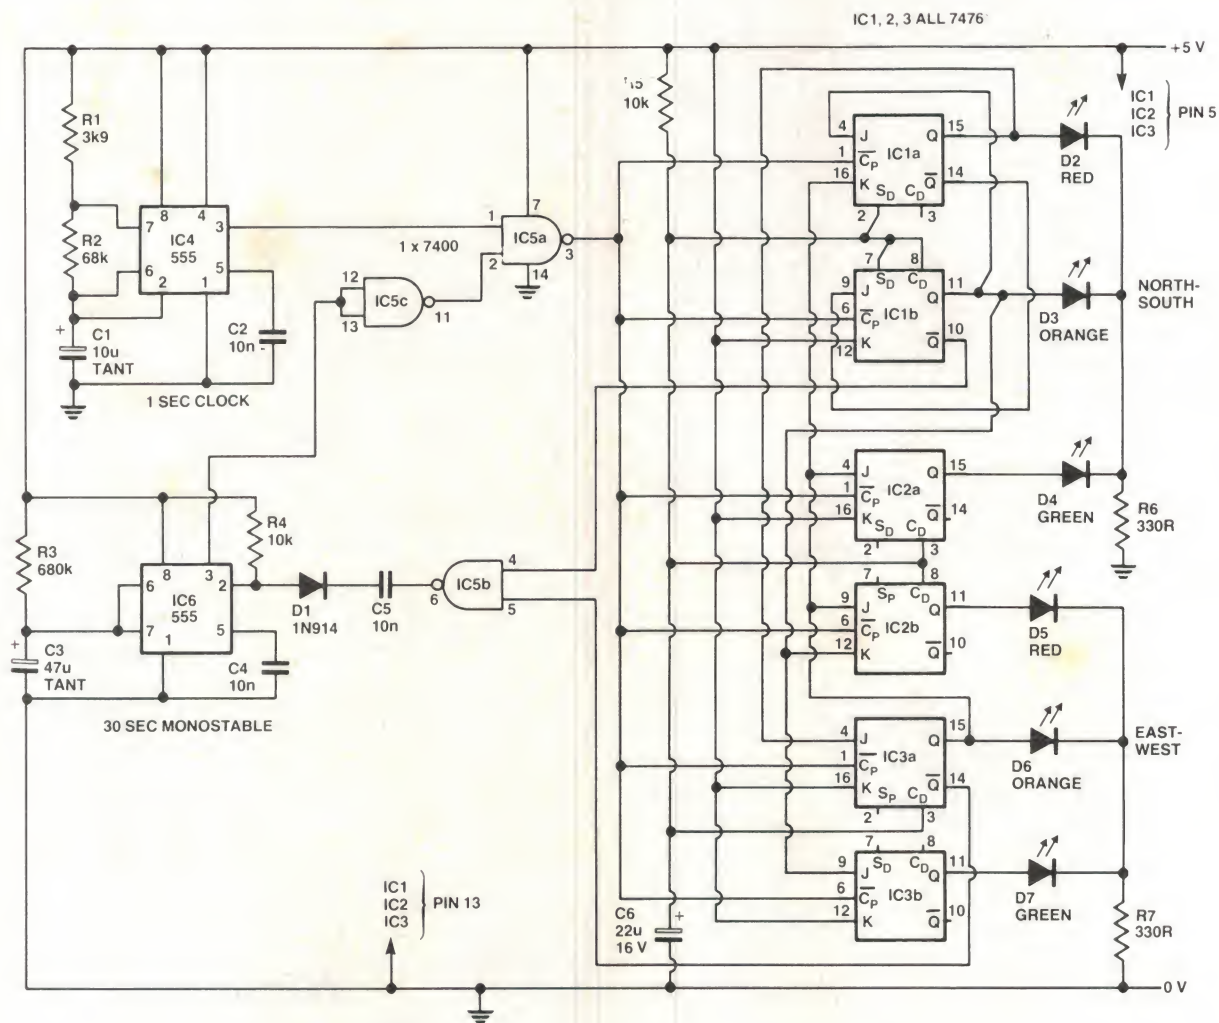 IC1, 2, 3 ALL 7476
+5 V
IC1
IC2
IC3
PIN 5
R1
3k9
10k
4
J
Q
15
1
C̅P
IC1a
16
K
SD
CD
Q̅
14
2
3
D2
RED
7
8
SD
CD
9
J
Q
11
6
C̅P
IC1b
10
K
Q̅
12
D3
ORANGE
NORTH-
SOUTH
8
4
7
3
IC4
555
6
5
2
1
R2
68k
+
C1
10u
TANT
C2
10n
1 SEC CLOCK
1 x 7400
1
2
7
IC5a
3
14
12
13
IC5c
11
4
J
Q
15
1
C̅P
IC2a
16
K
SD
CD
Q̅
14
2
3
D4
GREEN
R6
330R
R3
680k
R4
10k
8
3
6
2
IC6
555
7
1
5
D1
1N914
C5
10n
6
IC5b
4
5
+
C3
47u
TANT
C4
10n
30 SEC MONOSTABLE
7
8
SP
CD
9
J
Q
11
6
C̅P
IC2b
12
K
Q̅
10
D5
RED
4
J
Q
15
1
C̅P
IC3a
16
K
SP
CD
Q̅
14
2
3
D6
ORANGE
EAST-
WEST
7
8
SD
CD
9
J
Q
11
6
C̅P
IC3b
12
K
Q̅
10
D7
GREEN
R7
330R
IC1
IC2
IC3
PIN 13
C6
22u
16 V
+
0 V